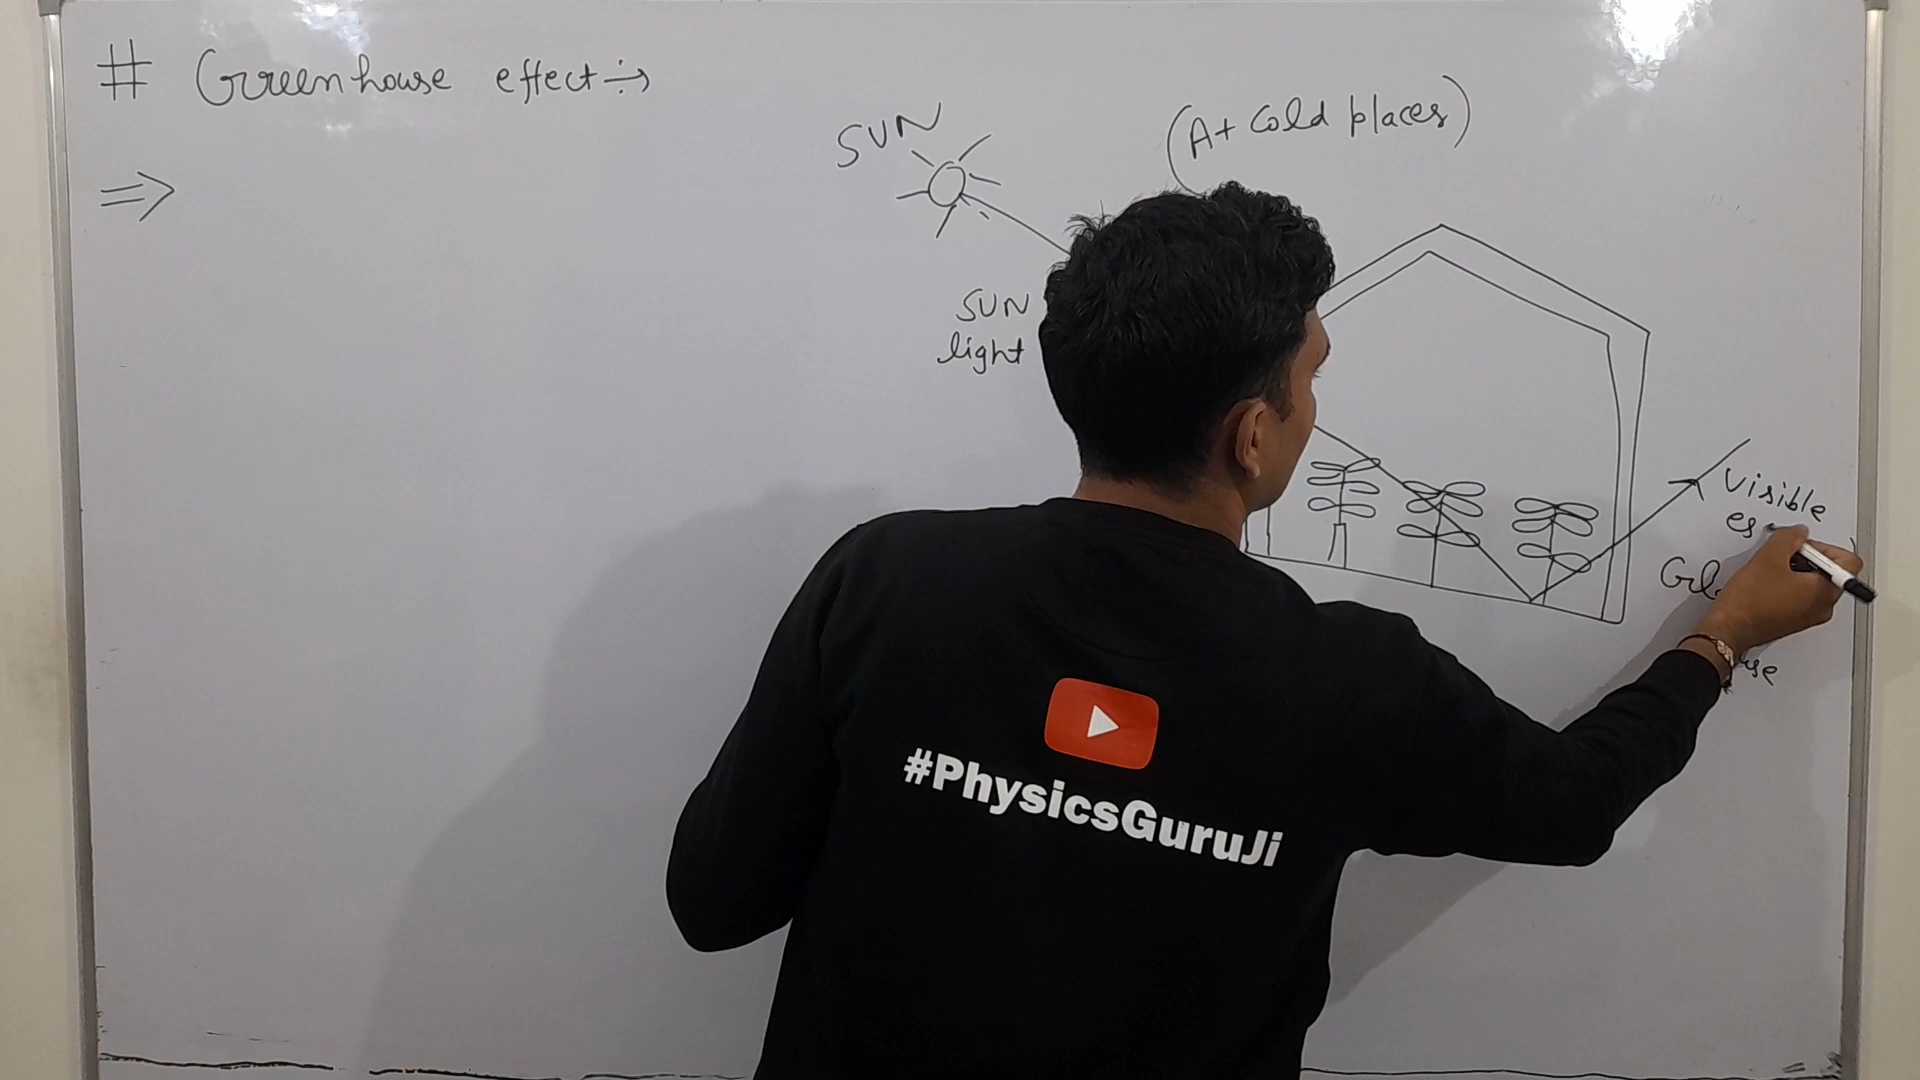 # Greenhouse effect ÷→
⇒
SUN
(At cold places)
SUN
light
Visible
#PhysicsGuruJi